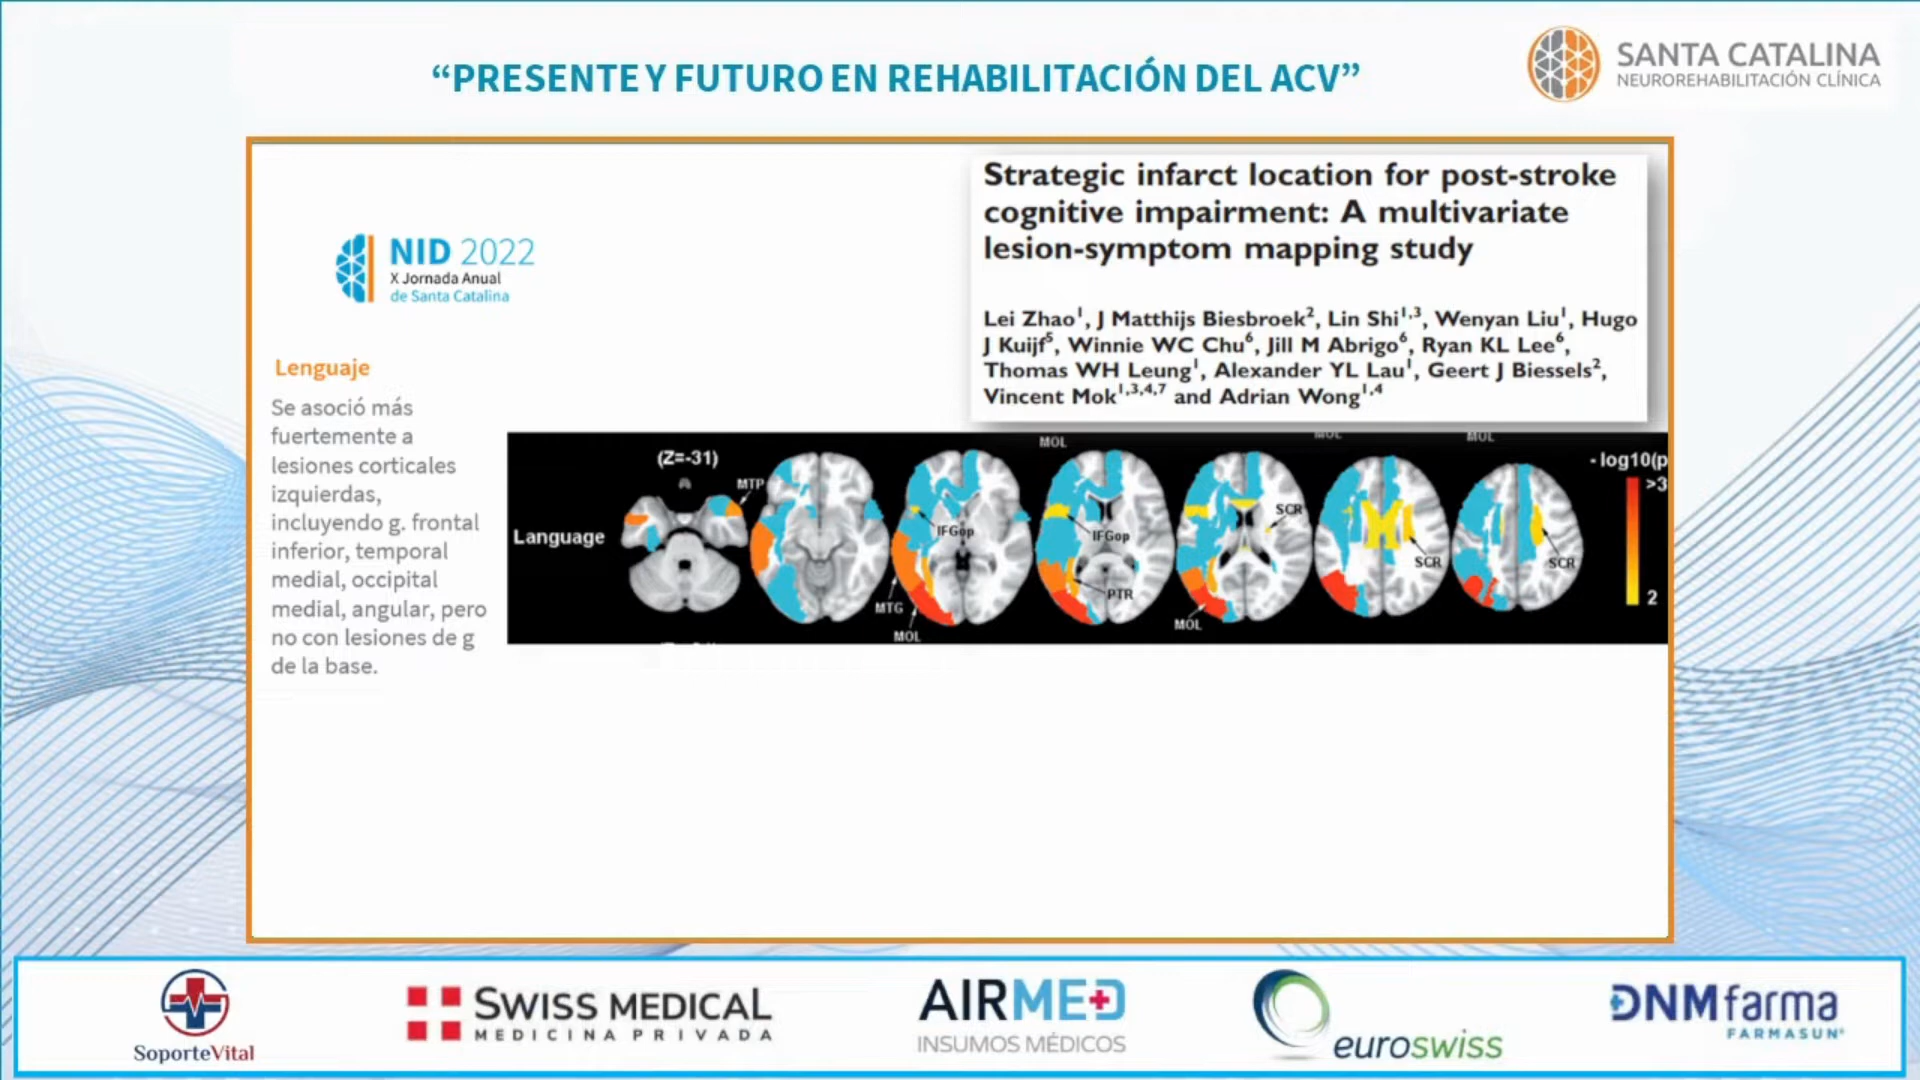 “PRESENTE Y FUTURO EN REHABILITACIÓN DEL ACV”
SANTA CATALINA
NEUROREHABILITACIÓN CLÍNICA
Strategic infarct location for post-stroke
cognitive impairment: A multivariate
lesion-symptom mapping study
Lei Zhao¹, J Matthijs Biesbroek², Lin Shi¹,³, Wenyan Liu¹, Hugo
J Kuijf⁵, Winnie WC Chu⁶, Jill M Abrigo⁶, Ryan KL Lee⁶,
Thomas WH Leung¹, Alexander YL Lau¹, Geert J Biessels²,
Vincent Mok¹,³,⁴,⁷ and Adrian Wong¹,⁴
NID 2022
X Jornada Anual
de Santa Catalina
Lenguaje
Se asoció más
fuertemente a
lesiones corticales
izquierdas,
incluyendo g. frontal
inferior, temporal
medial, occipital
medial, angular, pero
no con lesiones de g
de la base.
MOL
MOL
MOL
(Z=-31)
- log10(p
MTP
>3
SCR
IFGop
IFGop
Language
SCR
SCR
PTR
2
MTG
MOL
MOL
SoporteVital
SWISS MEDICAL
MEDICINA PRIVADA
AIRMED
INSUMOS MÉDICOS
euroswiss
DNMfarma
FARMASUN®